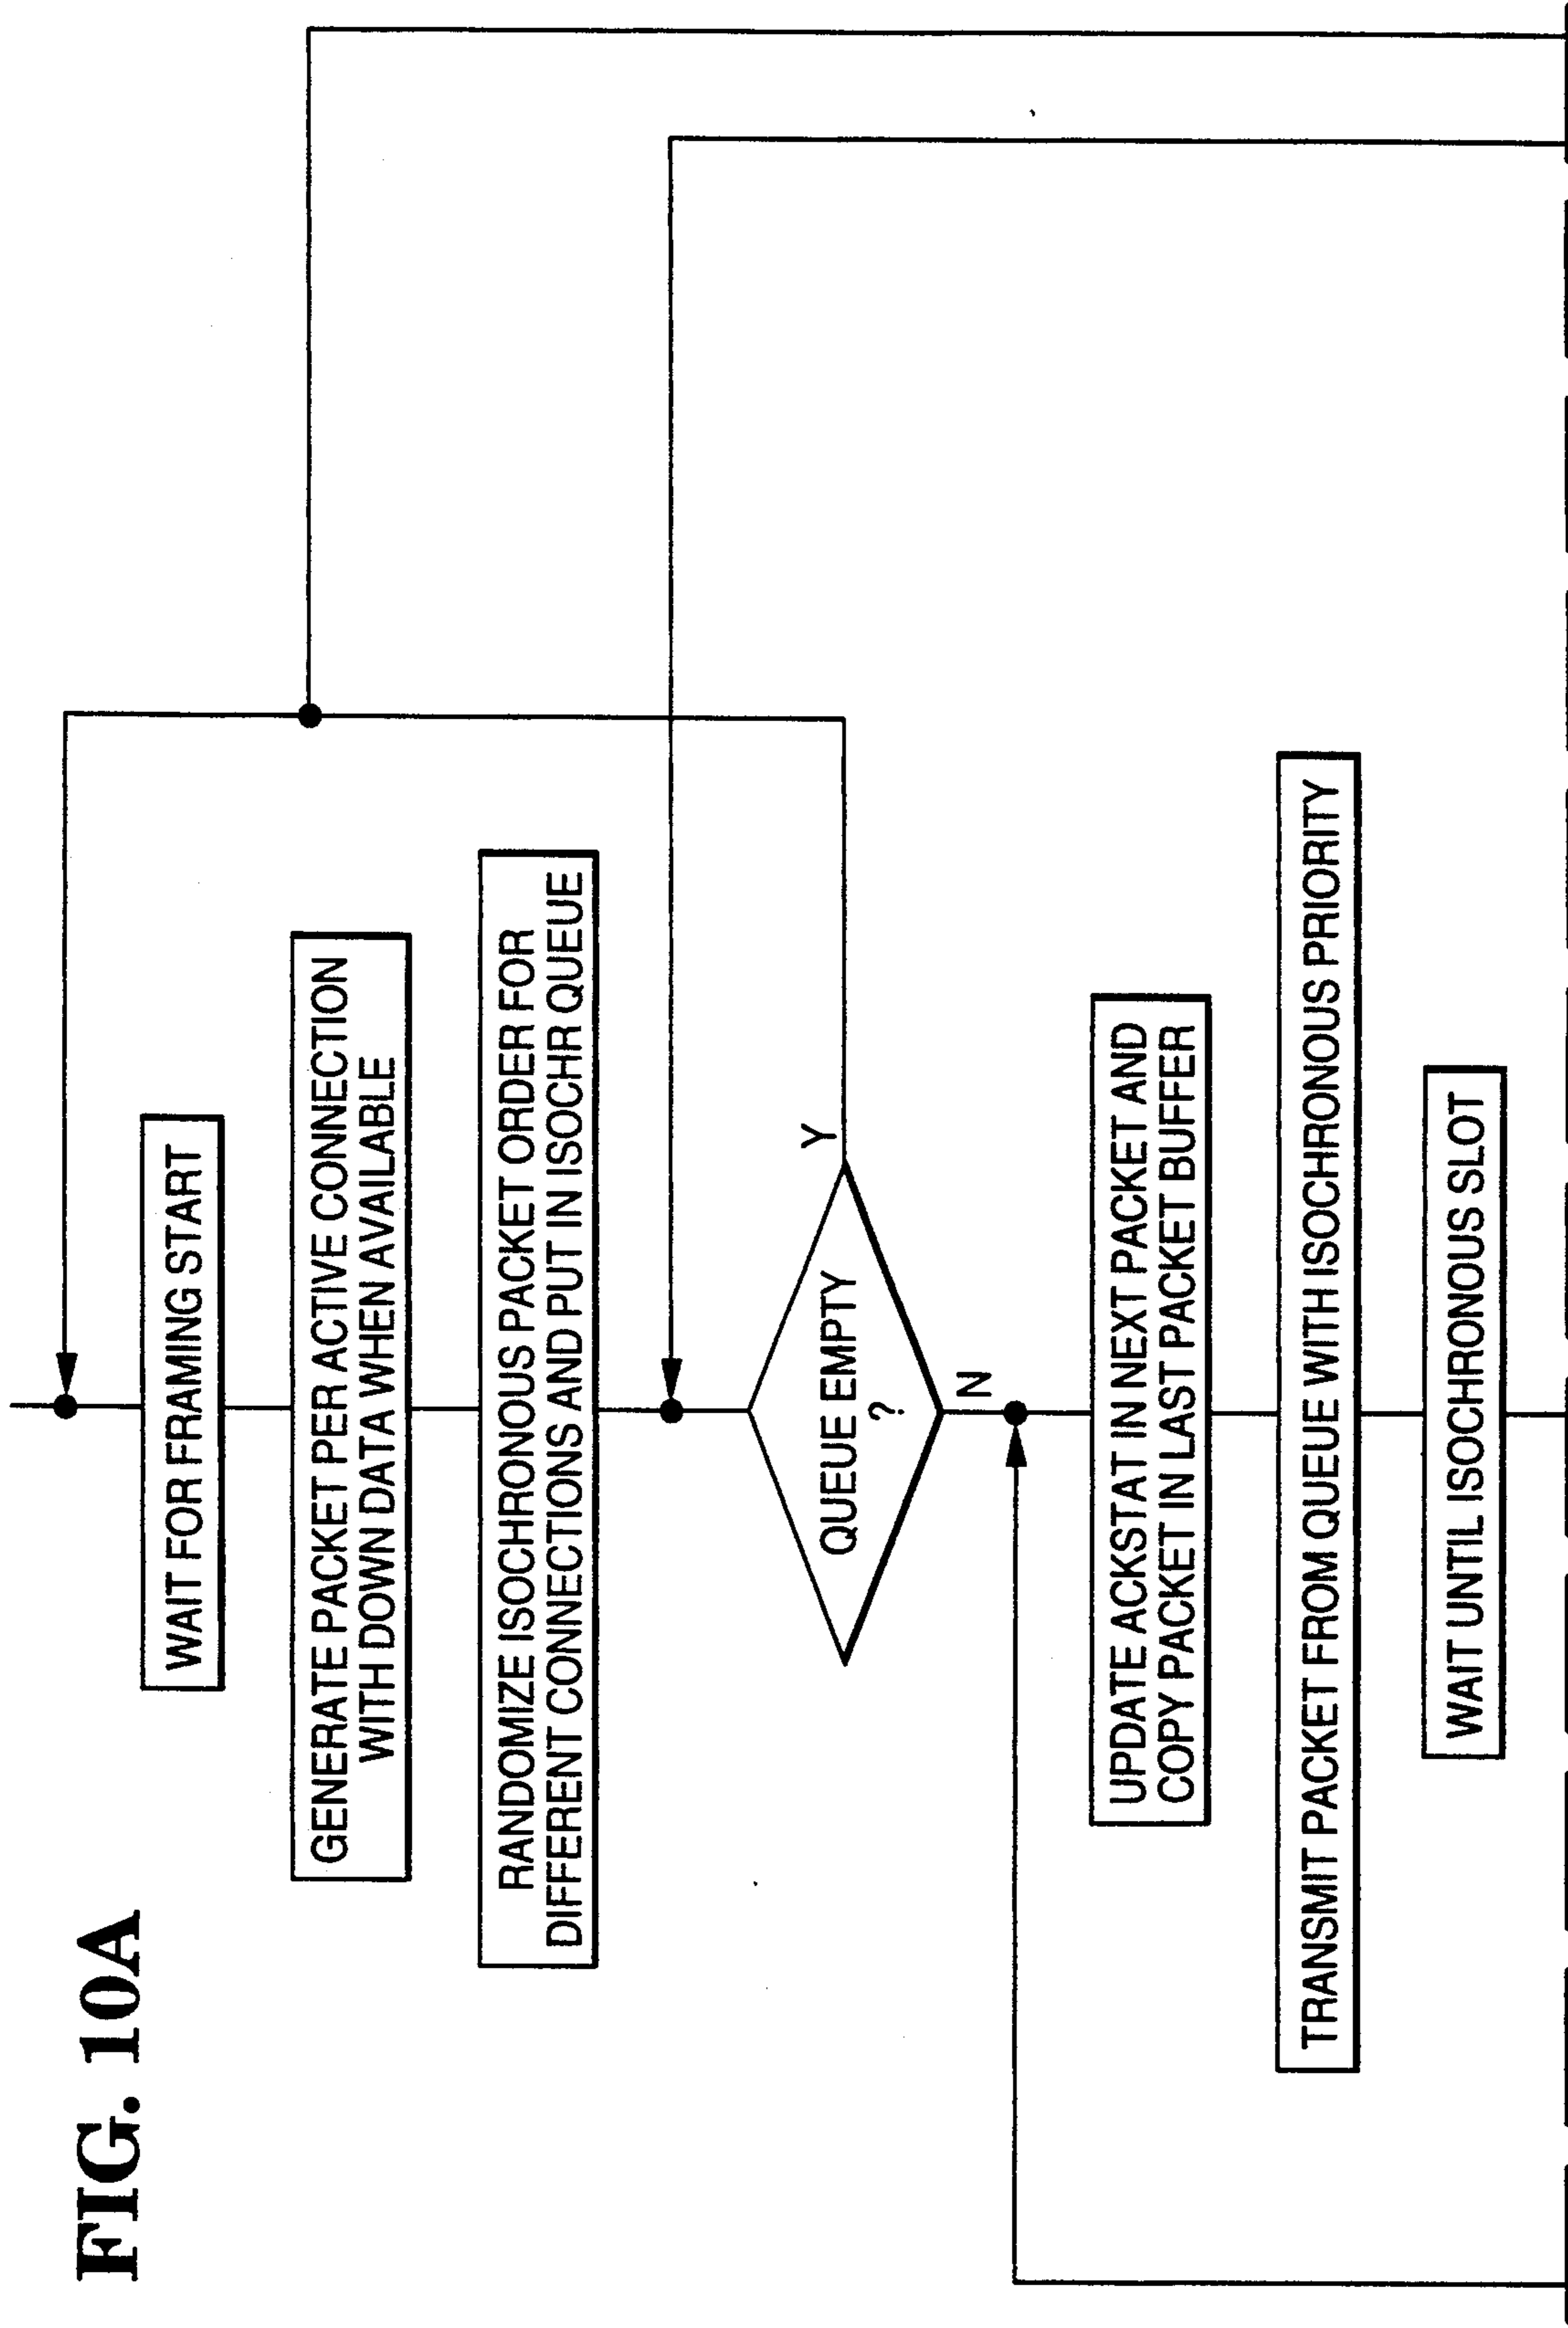 FIG. 10A
WAIT FOR FRAMING START
GENERATE PACKET PER ACTIVE CONNECTION
WITH DOWN DATA WHEN AVAILABLE
RANDOMIZE ISOCHRONOUS PACKET ORDER FOR
DIFFERENT CONNECTIONS AND PUT IN ISOCHR QUEUE
QUEUE EMPTY
?
Y
N
UPDATE ACKSTAT IN NEXT PACKET AND
COPY PACKET IN LAST PACKET BUFFER
TRANSMIT PACKET FROM QUEUE WITH ISOCHRONOUS PRIORITY
WAIT UNTIL ISOCHRONOUS SLOT